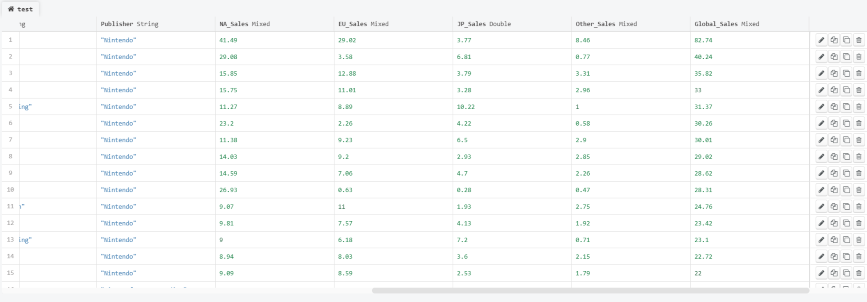 test
Publisher String NA_Sales Mixed EU_Sales Mixed JP_Sales Double Other_Sales Mixed Global_Sales Mixed
1 "Nintendo" 41.49 29.02 3.77 8.46 82.74
2 "Nintendo" 29.08 3.58 6.81 0.77 40.24
3 "Nintendo" 15.85 12.88 3.79 3.31 35.82
4 "Nintendo" 15.75 11.01 3.28 2.96 33
5 ing" "Nintendo" 11.27 8.89 10.22 1 31.37
6 "Nintendo" 23.2 2.26 4.22 0.58 30.26
7 "Nintendo" 11.38 9.23 6.5 2.9 30.01
8 "Nintendo" 14.03 9.2 2.93 2.85 29.02
9 "Nintendo" 14.59 7.06 4.7 2.26 28.62
10 "Nintendo" 26.93 0.63 0.28 0.47 28.31
11 "Nintendo" 9.07 11 1.93 2.75 24.76
12 "Nintendo" 9.81 7.57 4.13 1.92 23.42
13 ing" "Nintendo" 9 6.18 7.2 0.71 23.1
14 "Nintendo" 8.94 8.03 3.6 2.15 22.72
15 "Nintendo" 9.09 8.59 2.53 1.79 22